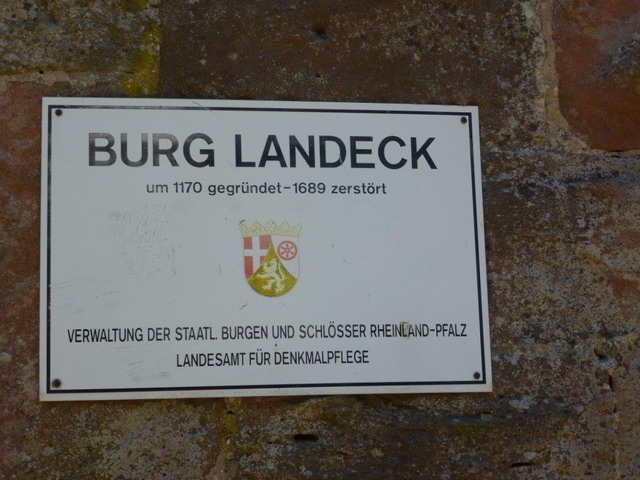 BURG LANDECK
um 1170 gegründet-1689 zerstört
VERWALTUNG DER STAATL. BURGEN UND SCHLÖSSER RHEINLAND-PFALZ
LANDESAMT FÜR DENKMALPFLEGE